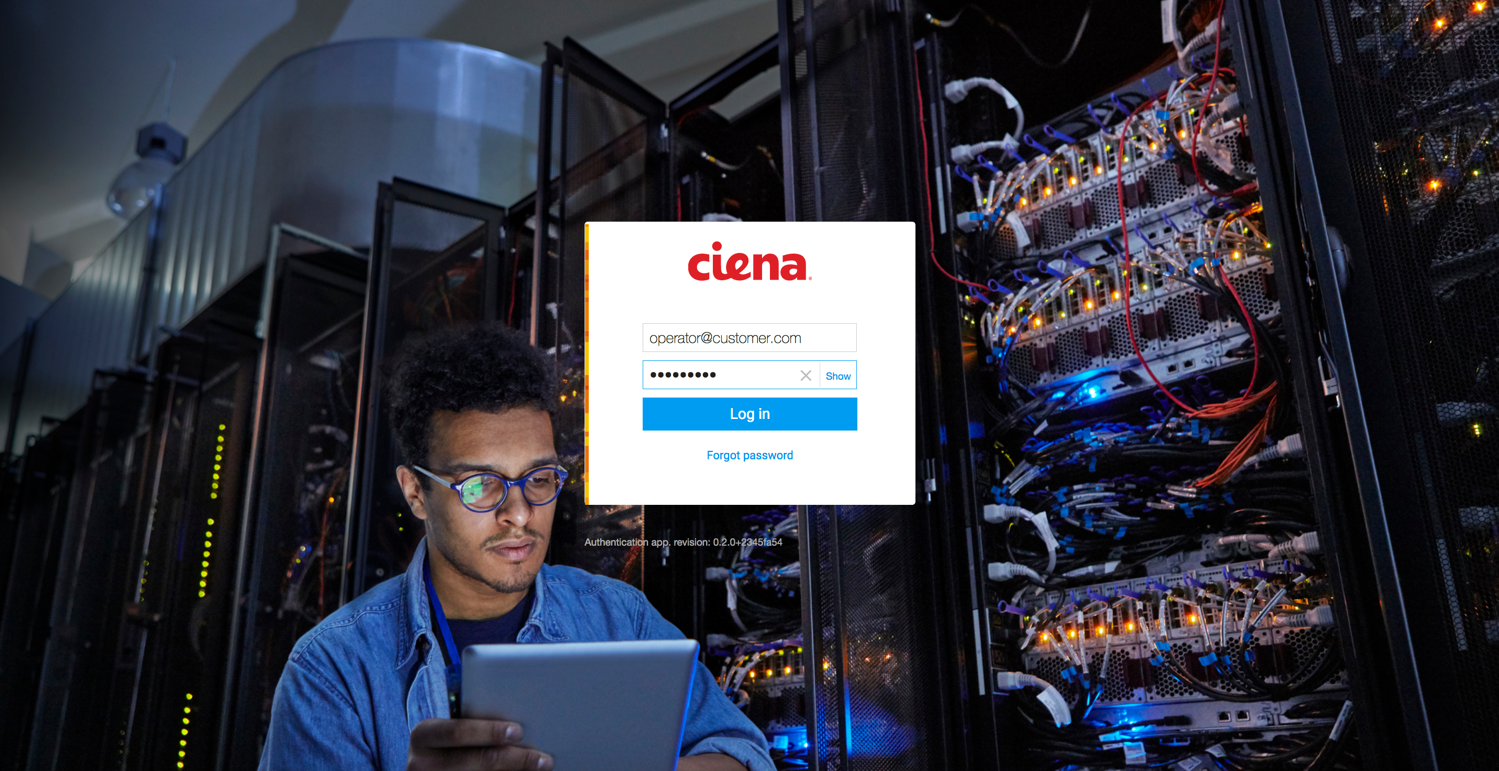 ciena
operator@customer.com
••••••••• Show
Log in
Forgot password
Authentication app. revision: 0.2.0+2345fa54